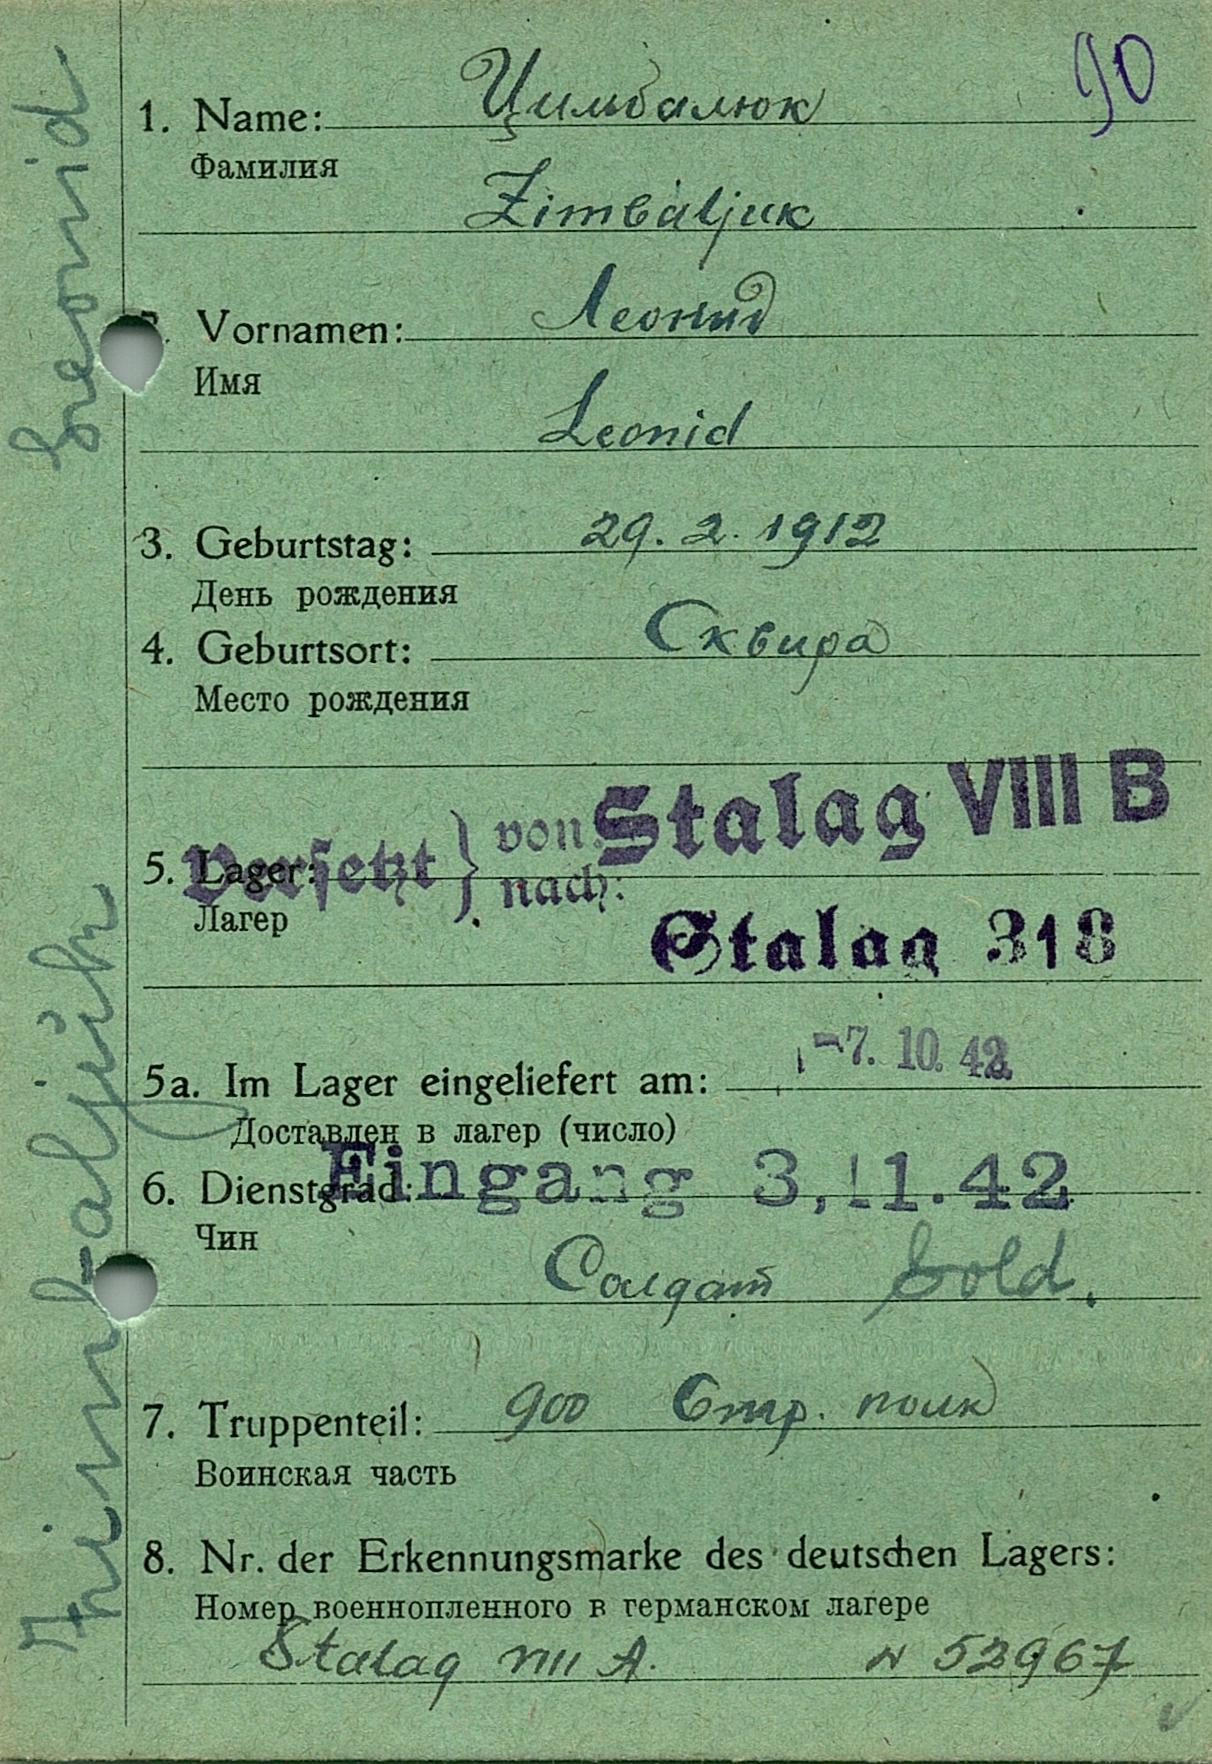 90
1. Name: Цимбалюк
Фамилия
Zimbaljuk
2. Vornamen: Леонид
Имя
Leonid
3. Geburtstag: 29. 2. 1912
День рождения
4. Geburtsort: Сквира
Место рождения
Versetzt } von: Stalag VIII B
5. Lager:
nach:
Лагер
Stalag 318
5a. Im Lager eingeliefert am: -7. 10. 42
Доставлен в лагер (число)
Eingang 3.11.42
6. Dienstgrad:
Чин
Солдат Sold.
7. Truppenteil: 900 Стр. полк
Воинская часть
8. Nr. der Erkennungsmarke des deutschen Lagers:
Номер военнопленного в германском лагере
Stalag VIII A. N 52967
Zimbaljuk Leonid